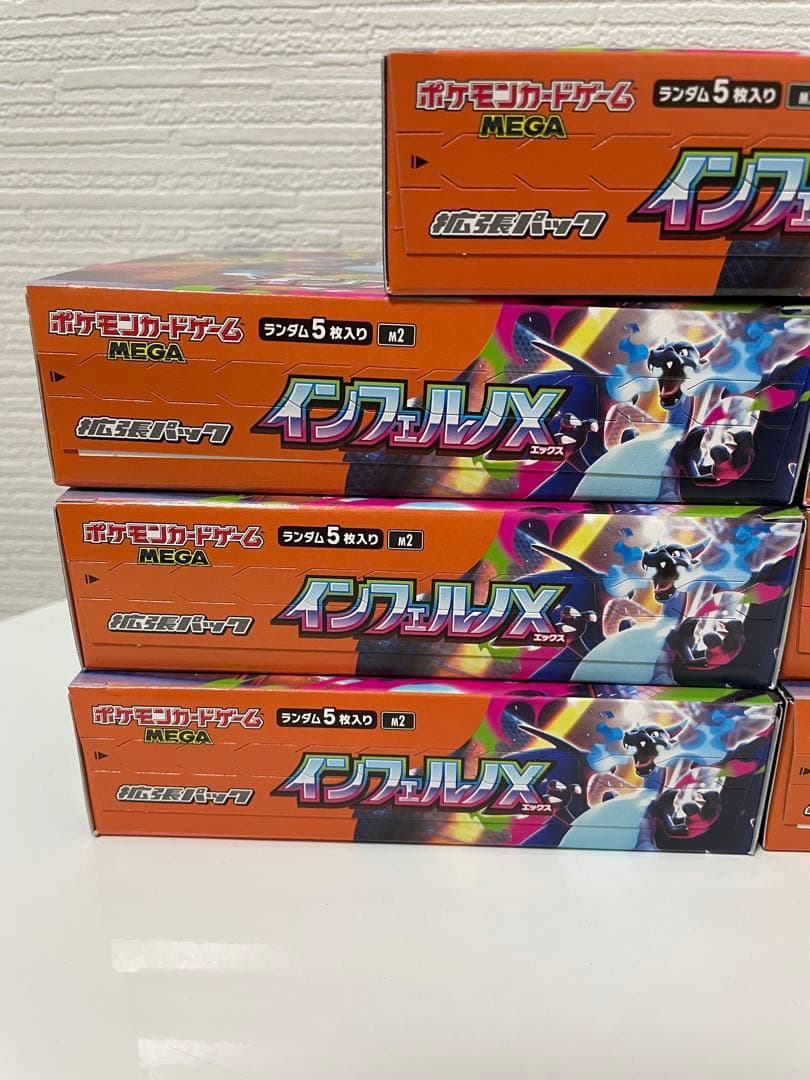 ポケモンカードゲーム
MEGA
ランダム5枚入り
拡張パック
インフェ
ポケモンカードゲーム
MEGA
ランダム5枚入り M2
拡張パック
インフェルノX
エックス
ポケモンカードゲーム
MEGA
ランダム5枚入り M2
拡張パック
インフェルノX
エックス
ポケモンカードゲーム
MEGA
ランダム5枚入り M2
拡張パック
インフェルノX
エックス